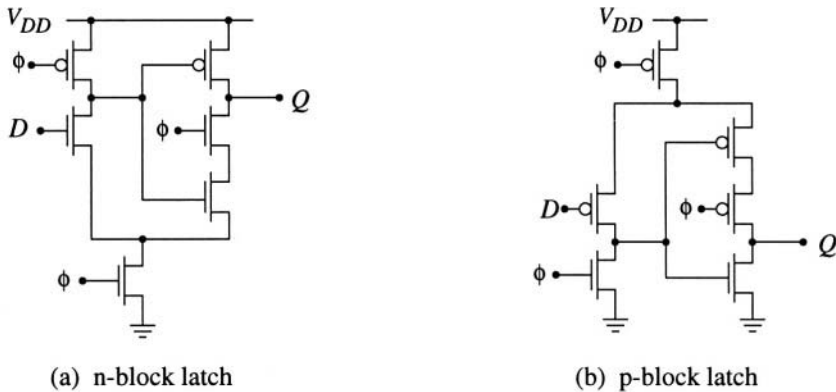 V_DD
ϕ
D
ϕ
Q
ϕ
(a) n-block latch
V_DD
ϕ
D
ϕ
ϕ
Q
(b) p-block latch